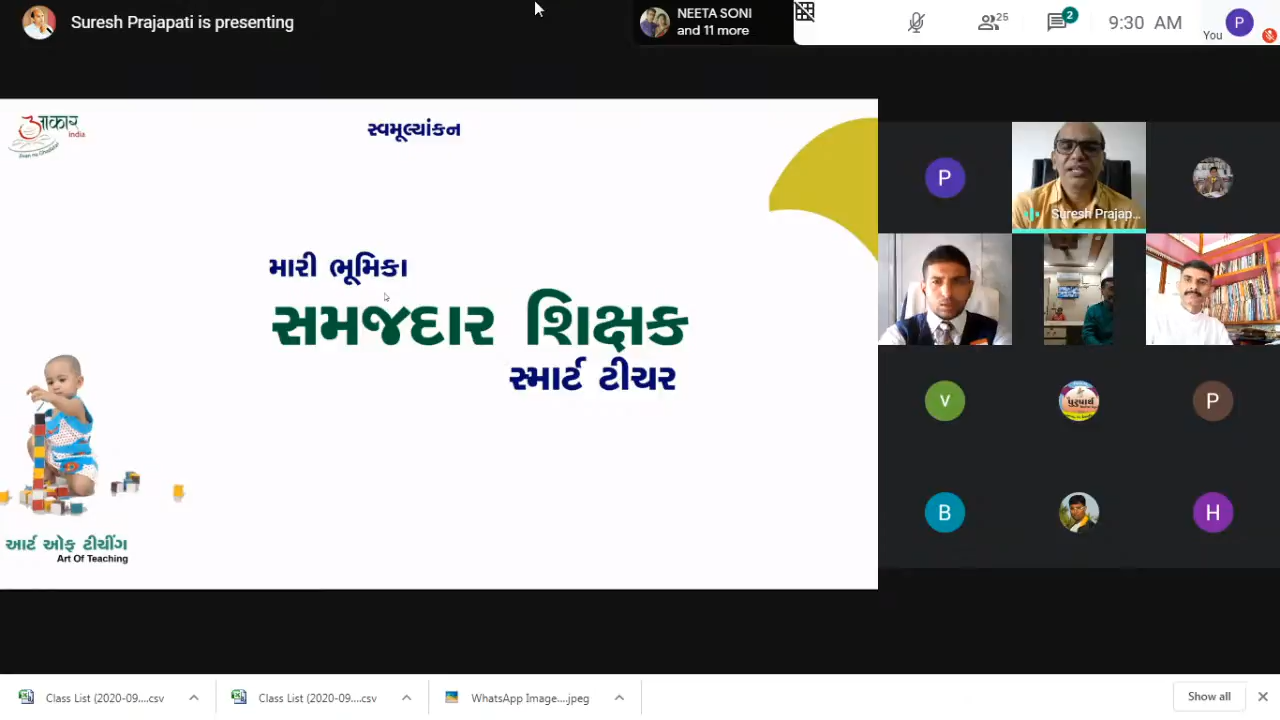 Suresh Prajapati is presenting
NEETA SONI
and 11 more
25
2
9:30 AM
You
P
आकार
India
સ્વમૂલ્યાંકન
મારી ભૂમિકા
સમજદાર શિક્ષક
સ્માર્ટ ટીચર
આર્ટ ઓફ ટીચીંગ
Art Of Teaching
P
Suresh Prajap...
V
પુરુષાર્થ
P
B
H
Class List (2020-09....csv
Class List (2020-09....csv
WhatsApp Image....jpeg
Show all